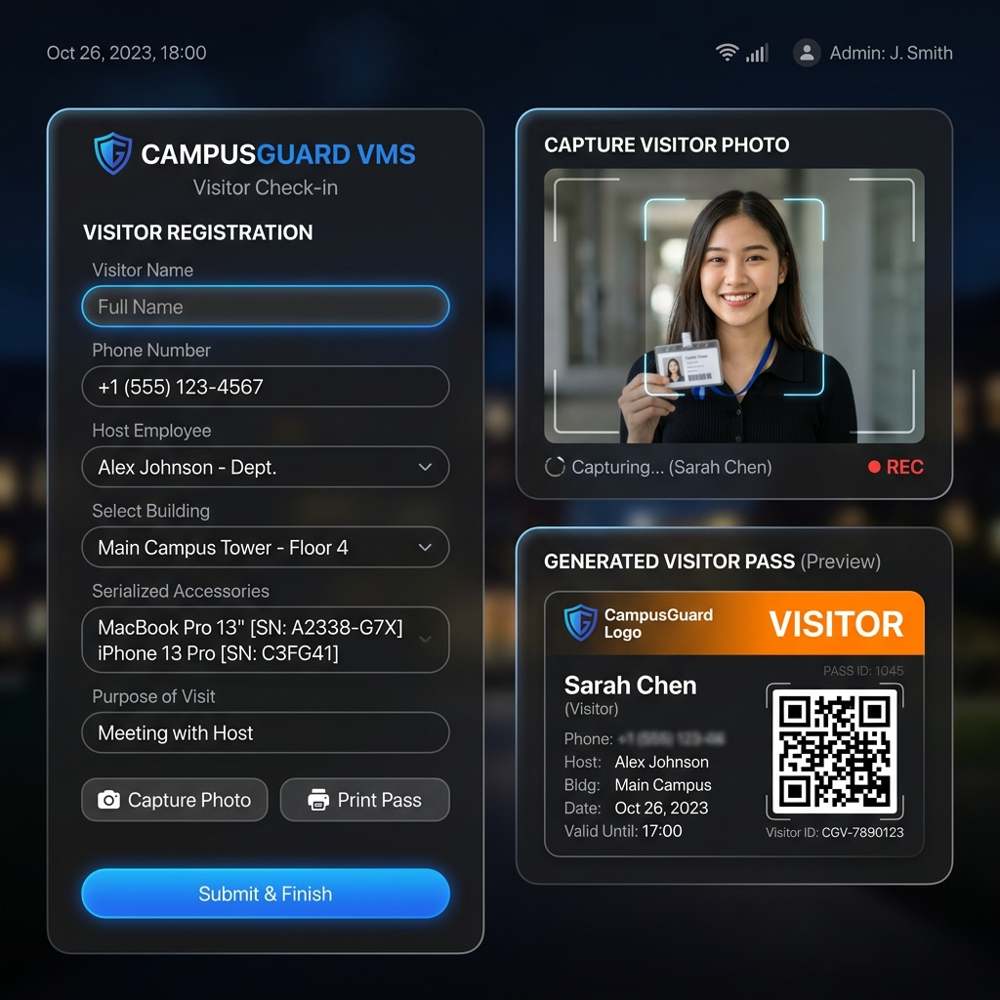 Oct 26, 2023, 18:00
Admin: J. Smith
CAMPUSGUARD VMS
Visitor Check-in
VISITOR REGISTRATION
Visitor Name
Full Name
Phone Number
+1 (555) 123-4567
Host Employee
Alex Johnson - Dept.
Select Building
Main Campus Tower - Floor 4
Serialized Accessories
MacBook Pro 13" [SN: A2338-G7X]
iPhone 13 Pro [SN: C3FG41]
Purpose of Visit
Meeting with Host
Capture Photo
Print Pass
Submit & Finish
CAPTURE VISITOR PHOTO
Capturing... (Sarah Chen)
REC
GENERATED VISITOR PASS (Preview)
CampusGuard
Logo
VISITOR
PASS ID: 1045
Sarah Chen
(Visitor)
Phone:
Host: Alex Johnson
Bldg: Main Campus
Date: Oct 26, 2023
Valid Until: 17:00
Visitor ID: CGV-7890123